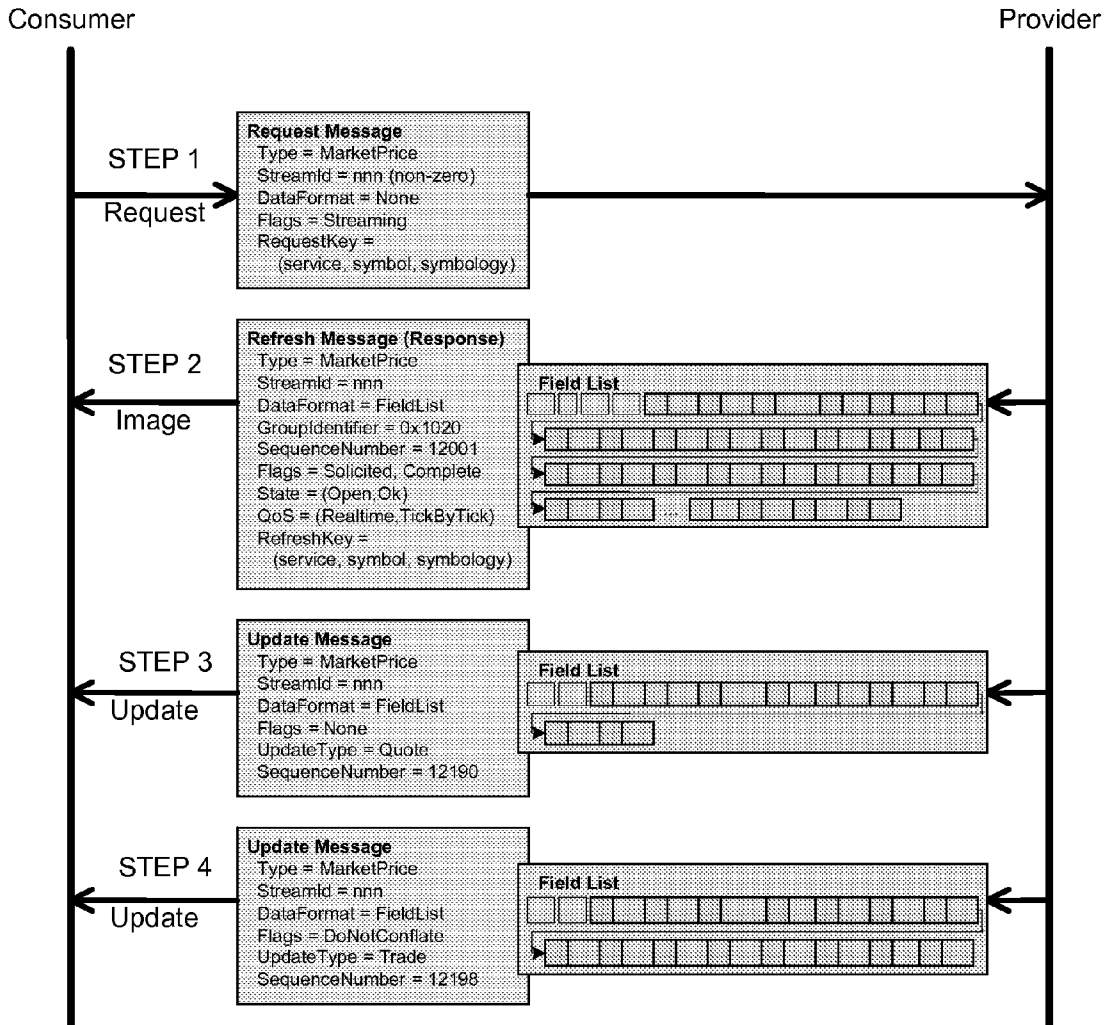 Consumer
Provider
STEP 1
Request
Request Message
Type = MarketPrice
StreamId = nnn (non-zero)
DataFormat = None
Flags = Streaming
RequestKey =
(service, symbol, symbology)
STEP 2
Image
Refresh Message (Response)
Type = MarketPrice
StreamId = nnn
DataFormat = FieldList
GroupIdentifier = 0x1020
SequenceNumber = 12001
Flags = Solicited, Complete
State = (Open,Ok)
QoS = (Realtime,TickByTick)
RefreshKey =
(service, symbol, symbology)
Field List
...
STEP 3
Update
Update Message
Type = MarketPrice
StreamId = nnn
DataFormat = FieldList
Flags = None
UpdateType = Quote
SequenceNumber = 12190
Field List
STEP 4
Update
Update Message
Type = MarketPrice
StreamId = nnn
DataFormat = FieldList
Flags = DoNotConflate
UpdateType = Trade
SequenceNumber = 12198
Field List